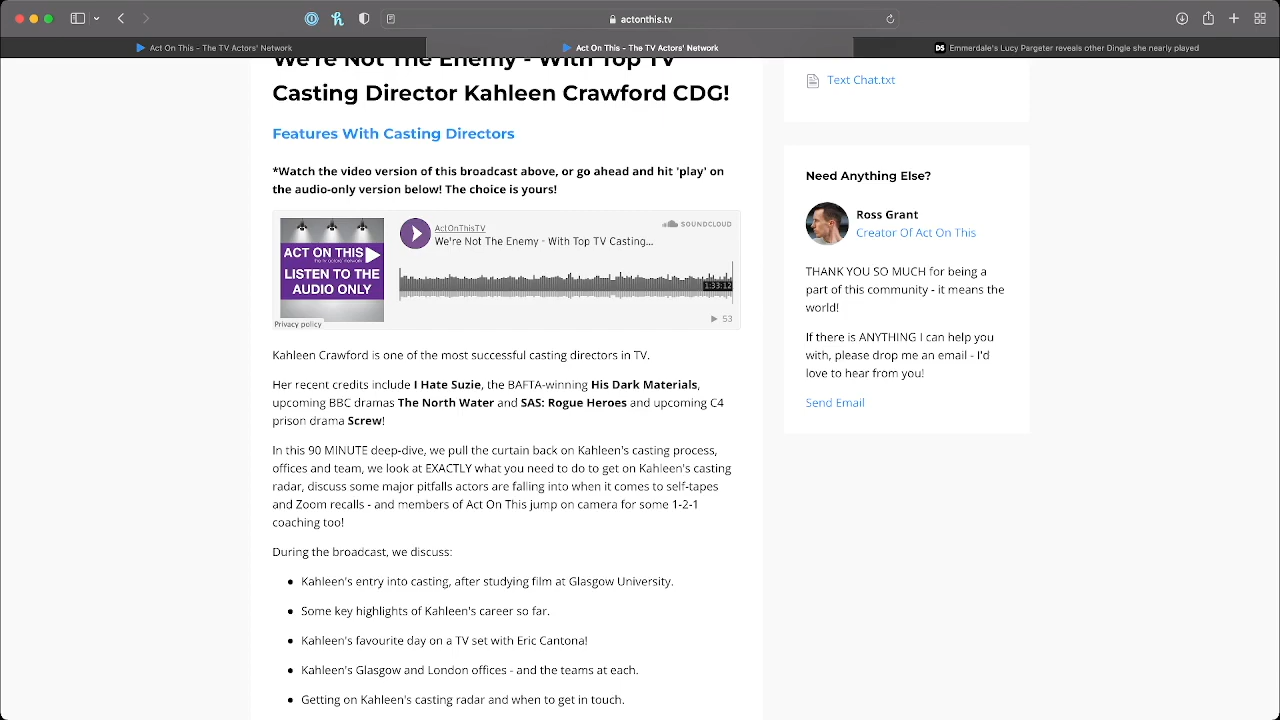 actonthis.tv
Act On This - The TV Actors' Network
Act On This - The TV Actors' Network
DS Emmerdale's Lucy Pargeter reveals other Dingle she nearly played
We're Not The Enemy - With Top TV
Casting Director Kahleen Crawford CDG!
Features With Casting Directors
*Watch the video version of this broadcast above, or go ahead and hit 'play' on
the audio-only version below! The choice is yours!
ACT ON THIS
the tv actors' network
LISTEN TO THE
AUDIO ONLY
Privacy policy
ActOnThisTV
We're Not The Enemy - With Top TV Casting...
SOUNDCLOUD
1:33:12
53
Kahleen Crawford is one of the most successful casting directors in TV.
Her recent credits include I Hate Suzie, the BAFTA-winning His Dark Materials,
upcoming BBC dramas The North Water and SAS: Rogue Heroes and upcoming C4
prison drama Screw!
In this 90 MINUTE deep-dive, we pull the curtain back on Kahleen's casting process,
offices and team, we look at EXACTLY what you need to do to get on Kahleen's casting
radar, discuss some major pitfalls actors are falling into when it comes to self-tapes
and Zoom recalls - and members of Act On This jump on camera for some 1-2-1
coaching too!
During the broadcast, we discuss:
Kahleen's entry into casting, after studying film at Glasgow University.
Some key highlights of Kahleen's career so far.
Kahleen's favourite day on a TV set with Eric Cantona!
Kahleen's Glasgow and London offices - and the teams at each.
Getting on Kahleen's casting radar and when to get in touch.
Text Chat.txt
Need Anything Else?
Ross Grant
Creator Of Act On This
THANK YOU SO MUCH for being a
part of this community - it means the
world!
If there is ANYTHING I can help you
with, please drop me an email - I'd
love to hear from you!
Send Email